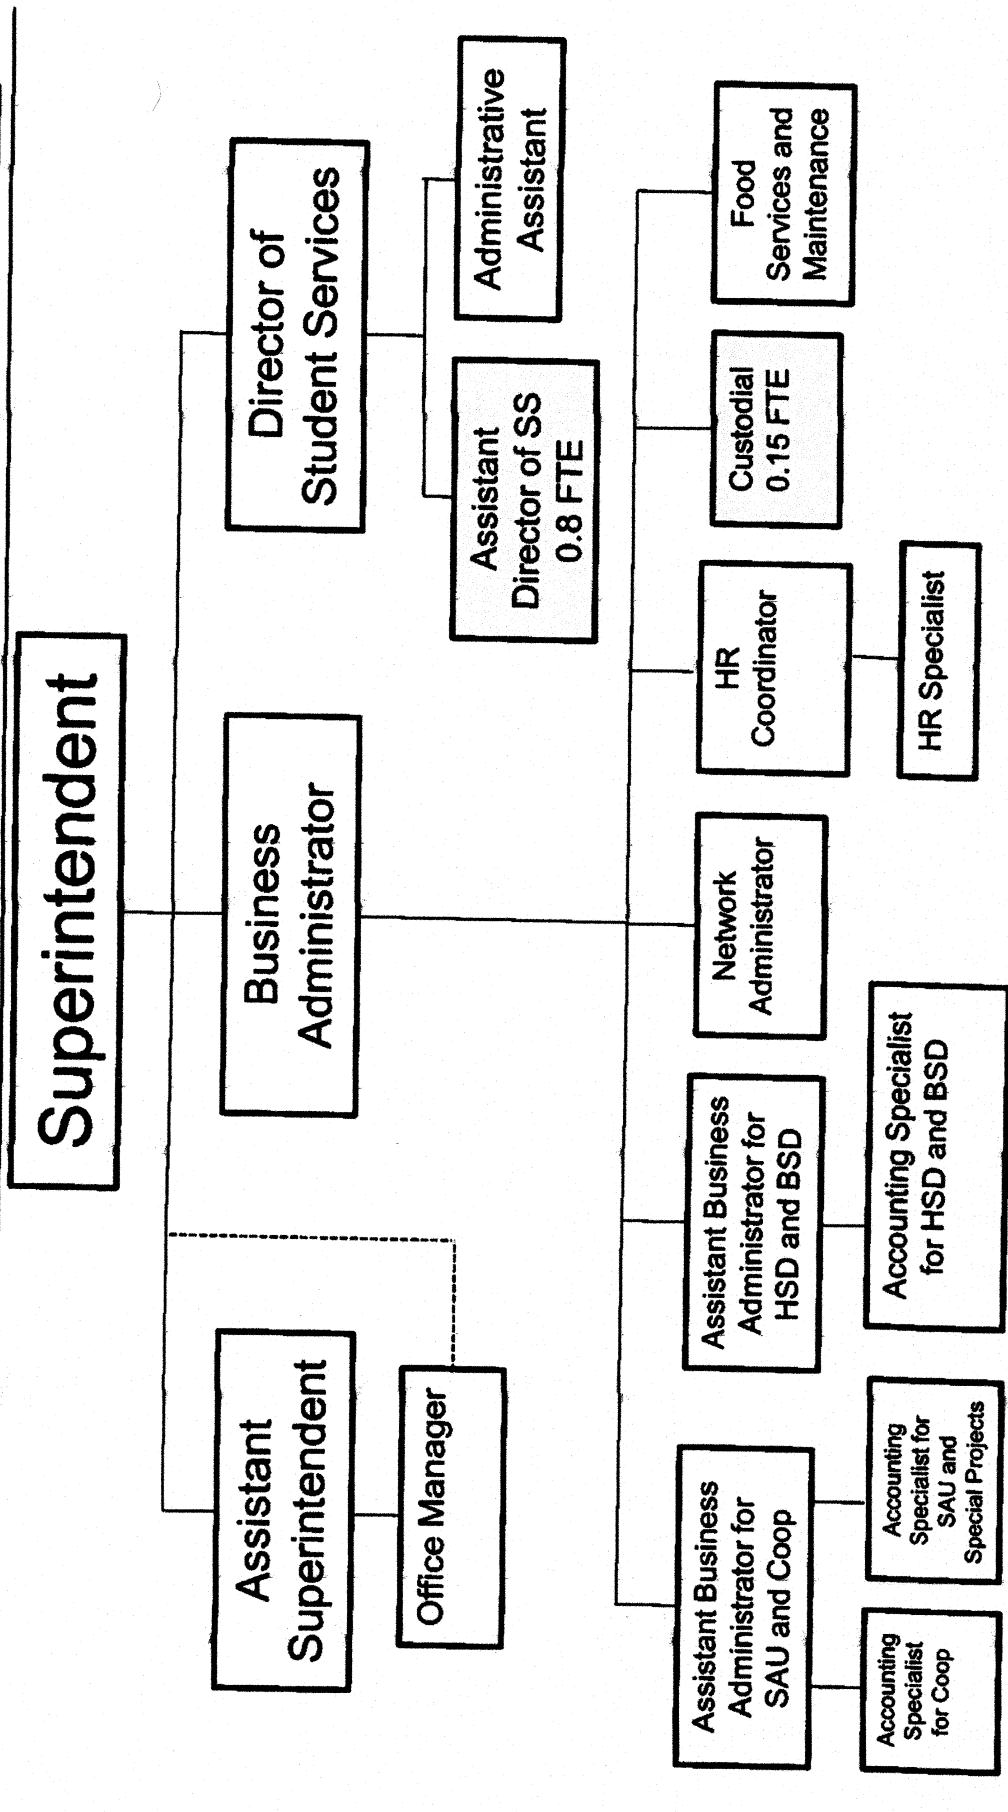 Superintendent
Assistant
Superintendent
Business
Administrator
Director of
Student Services
Office Manager
Assistant
Director of SS
0.8 FTE
Administrative
Assistant
Assistant Business
Administrator for
SAU and Coop
Assistant Business
Administrator for
HSD and BSD
Network
Administrator
HR
Coordinator
Custodial
0.15 FTE
Food
Services and
Maintenance
Accounting
Specialist
for Coop
Accounting
Specialist for
SAU and
Special Projects
Accounting Specialist
for HSD and BSD
HR Specialist